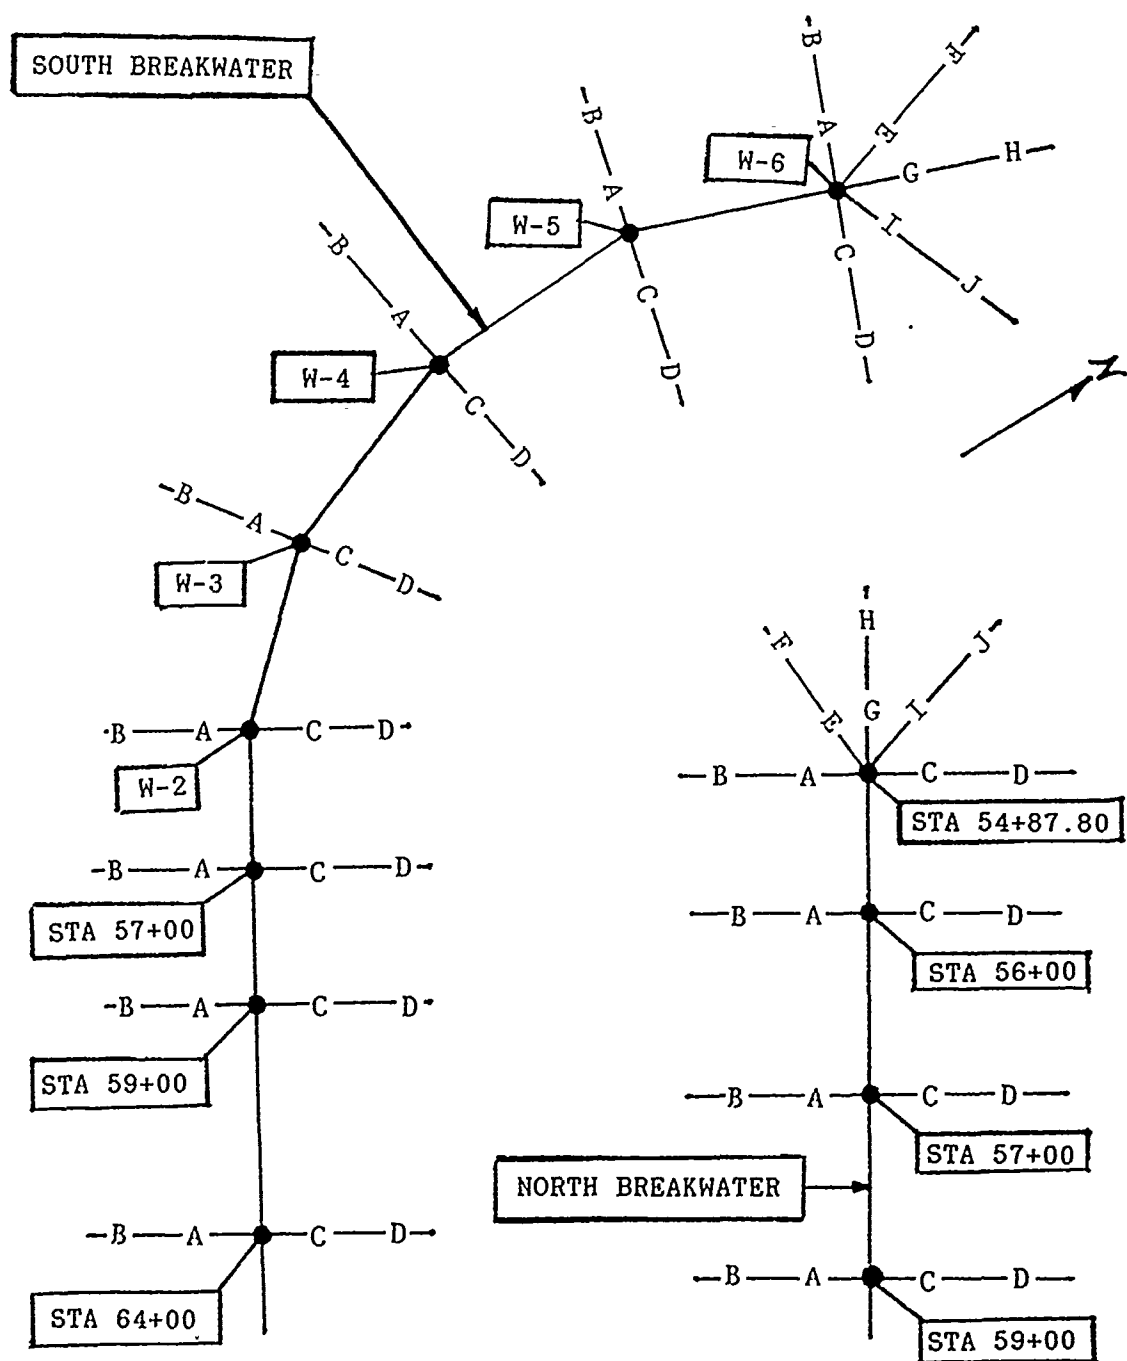 SOUTH BREAKWATER
B
A
E
F
W-6
G
H
C
I
J
D
B
A
W-5
C
D
B
A
W-4
C
D
N
B
A
C
D
W-3
B A C D
W-2
B A C D
STA 57+00
B A C D
STA 59+00
B A C D
STA 64+00
F
H
J
E
G
I
B A C D
STA 54+87.80
B A C D
STA 56+00
B A C D
STA 57+00
NORTH BREAKWATER
B A C D
STA 59+00